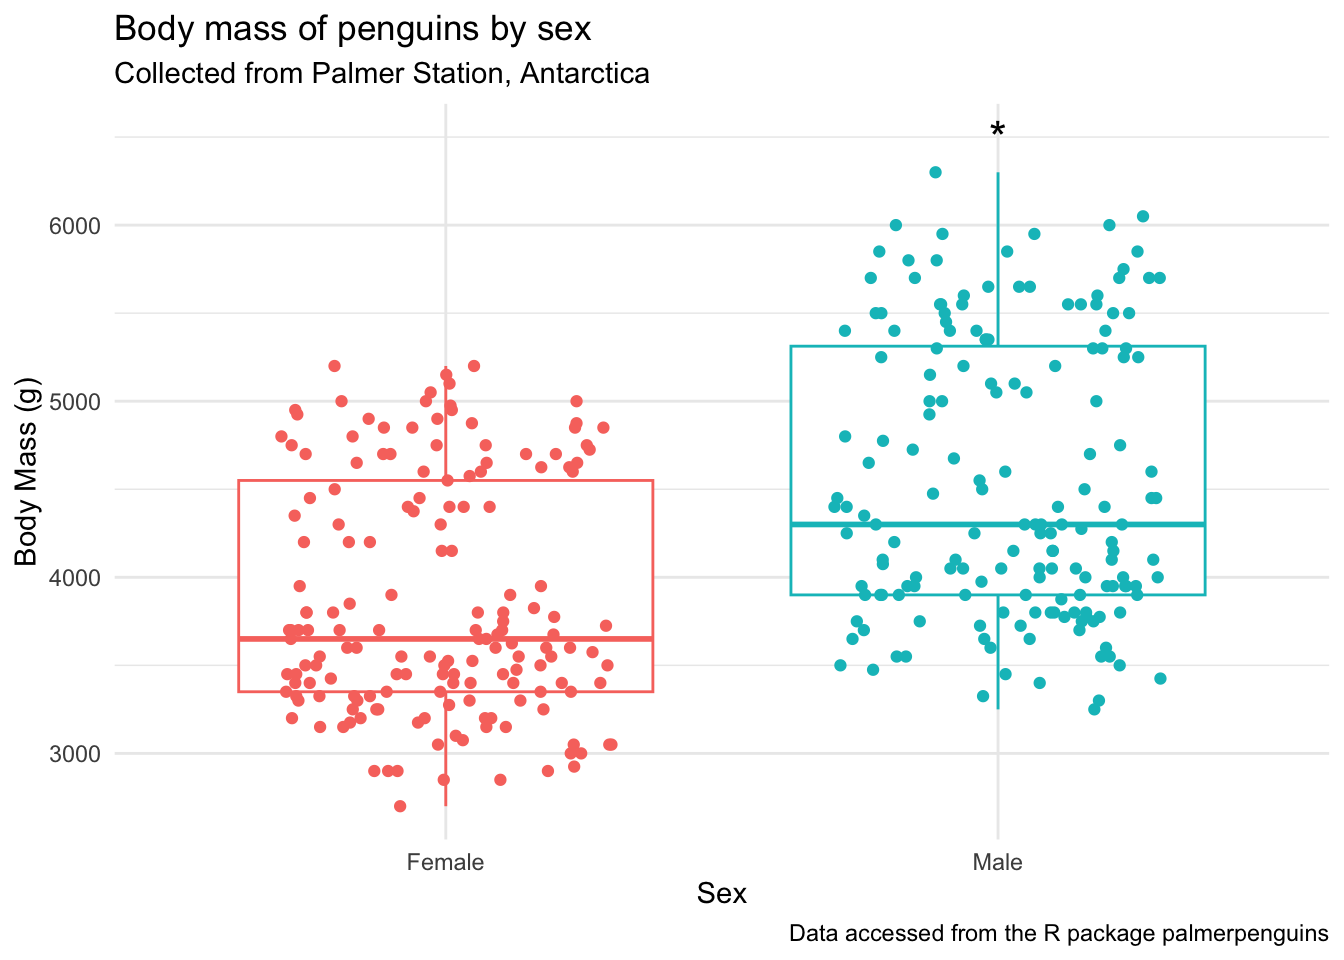 Body mass of penguins by sex
Collected from Palmer Station, Antarctica
*
6000
5000
4000
3000
Body Mass (g)
Female
Male
Sex
Data accessed from the R package palmerpenguins